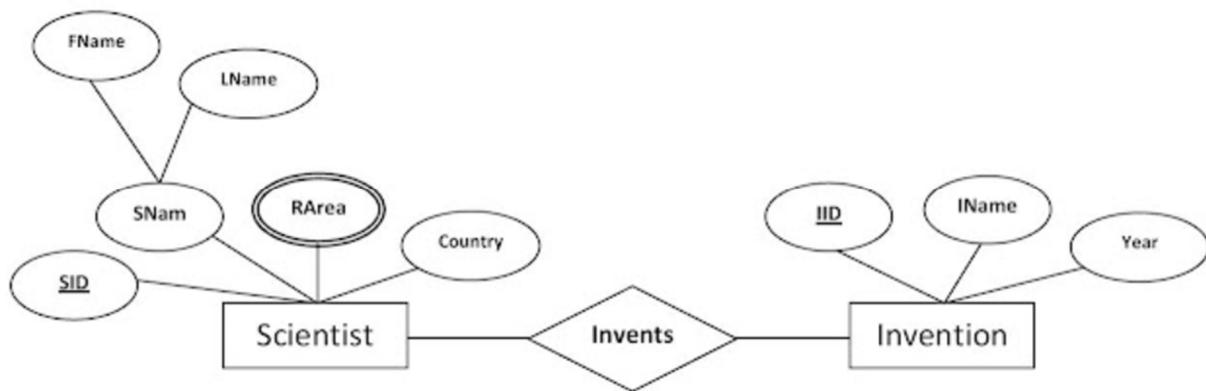 FName
LName
SNam
RArea
Country
SID
Scientist
Invents
IID
IName
Year
Invention